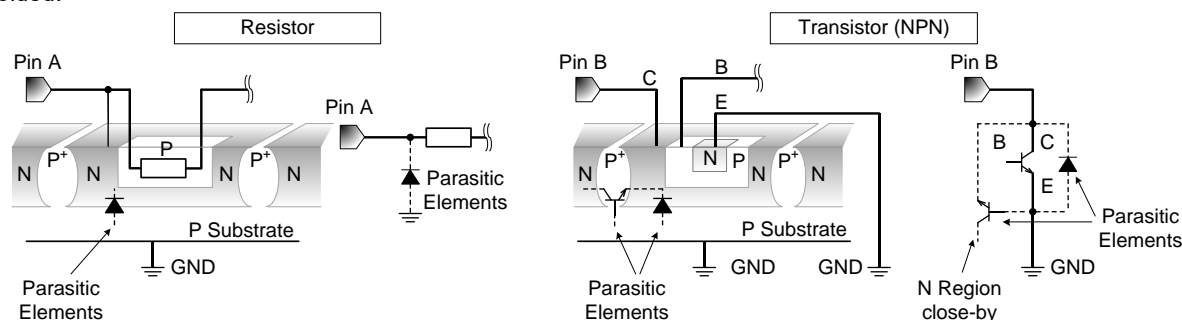 Resistor
Transistor (NPN)
Pin A
P
N
P+
N
N
P+
N
Parasitic
Elements
P Substrate
GND
Pin A
Parasitic
Elements
Pin B
C
B
E
N
P+
N
N
P
N
P+
N
Parasitic
Elements
P Substrate
GND
GND
Pin B
B
C
E
Parasitic
Elements
GND
N Region
close-by